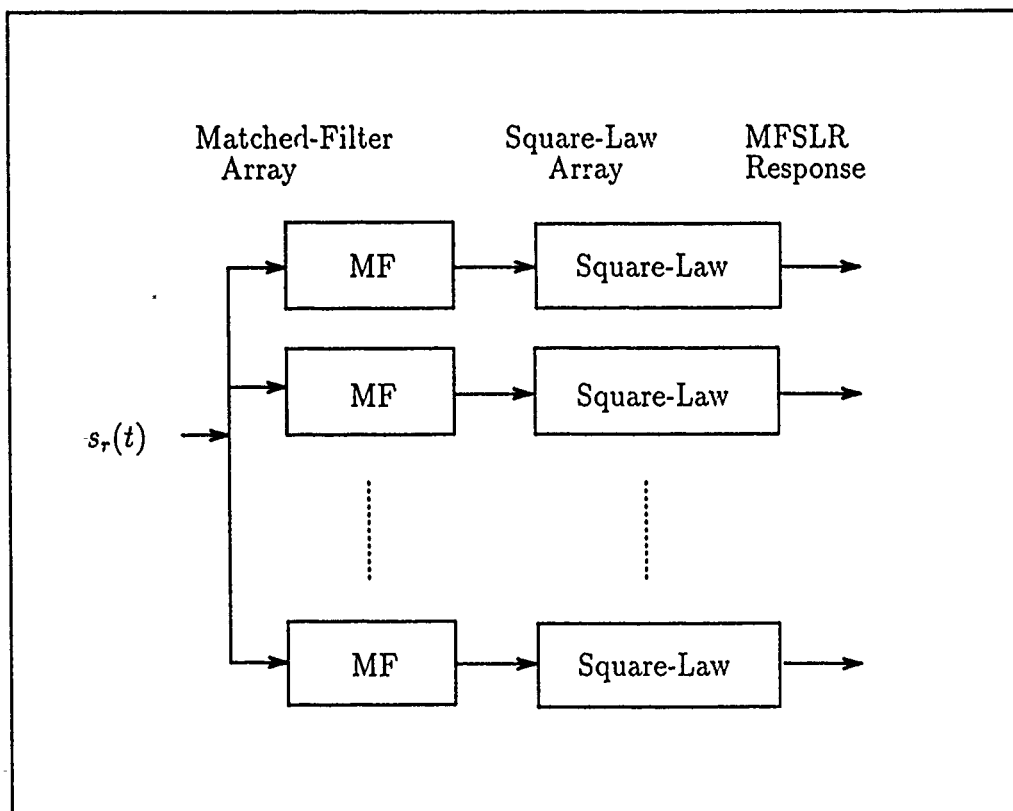 Matched-Filter
Array
Square-Law
Array
MFSLR
Response
MF
Square-Law
MF
Square-Law
s_r(t)
MF
Square-Law